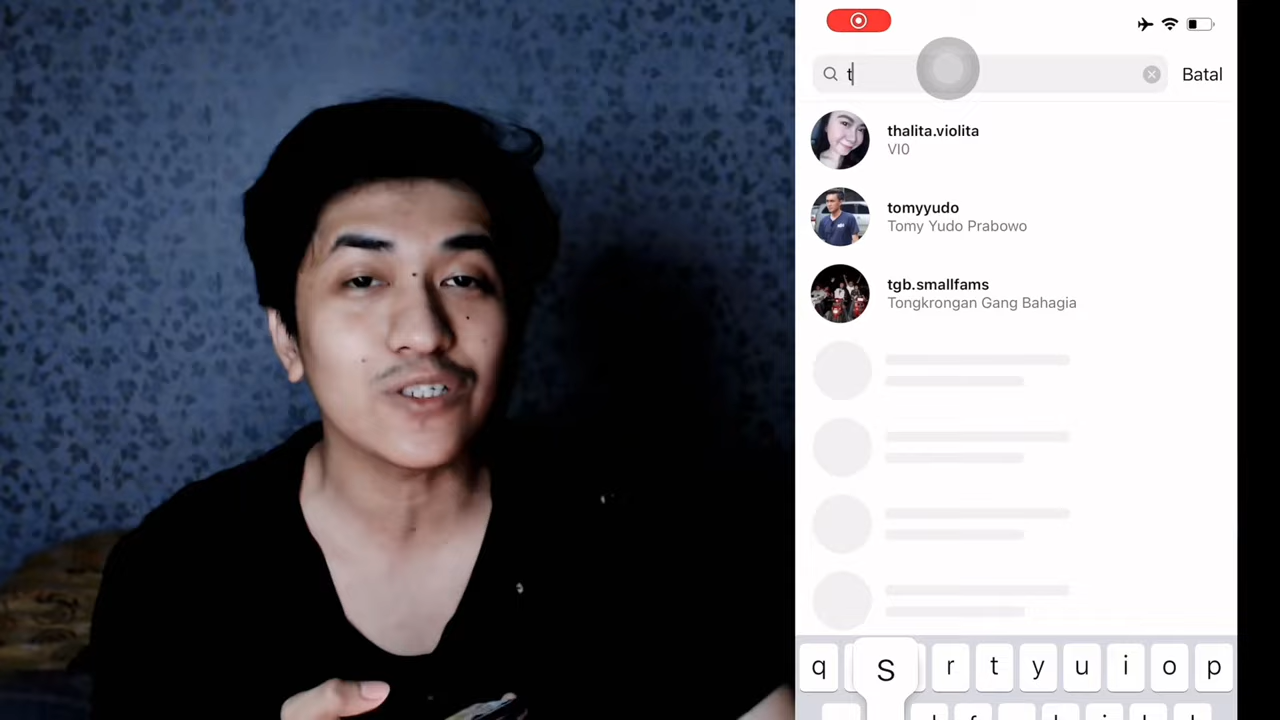 t
Batal
thalita.violita
VI0
tomyyudo
Tomy Yudo Prabowo
tgb.smallfams
Tongkrongan Gang Bahagia
q S r t y u i o p